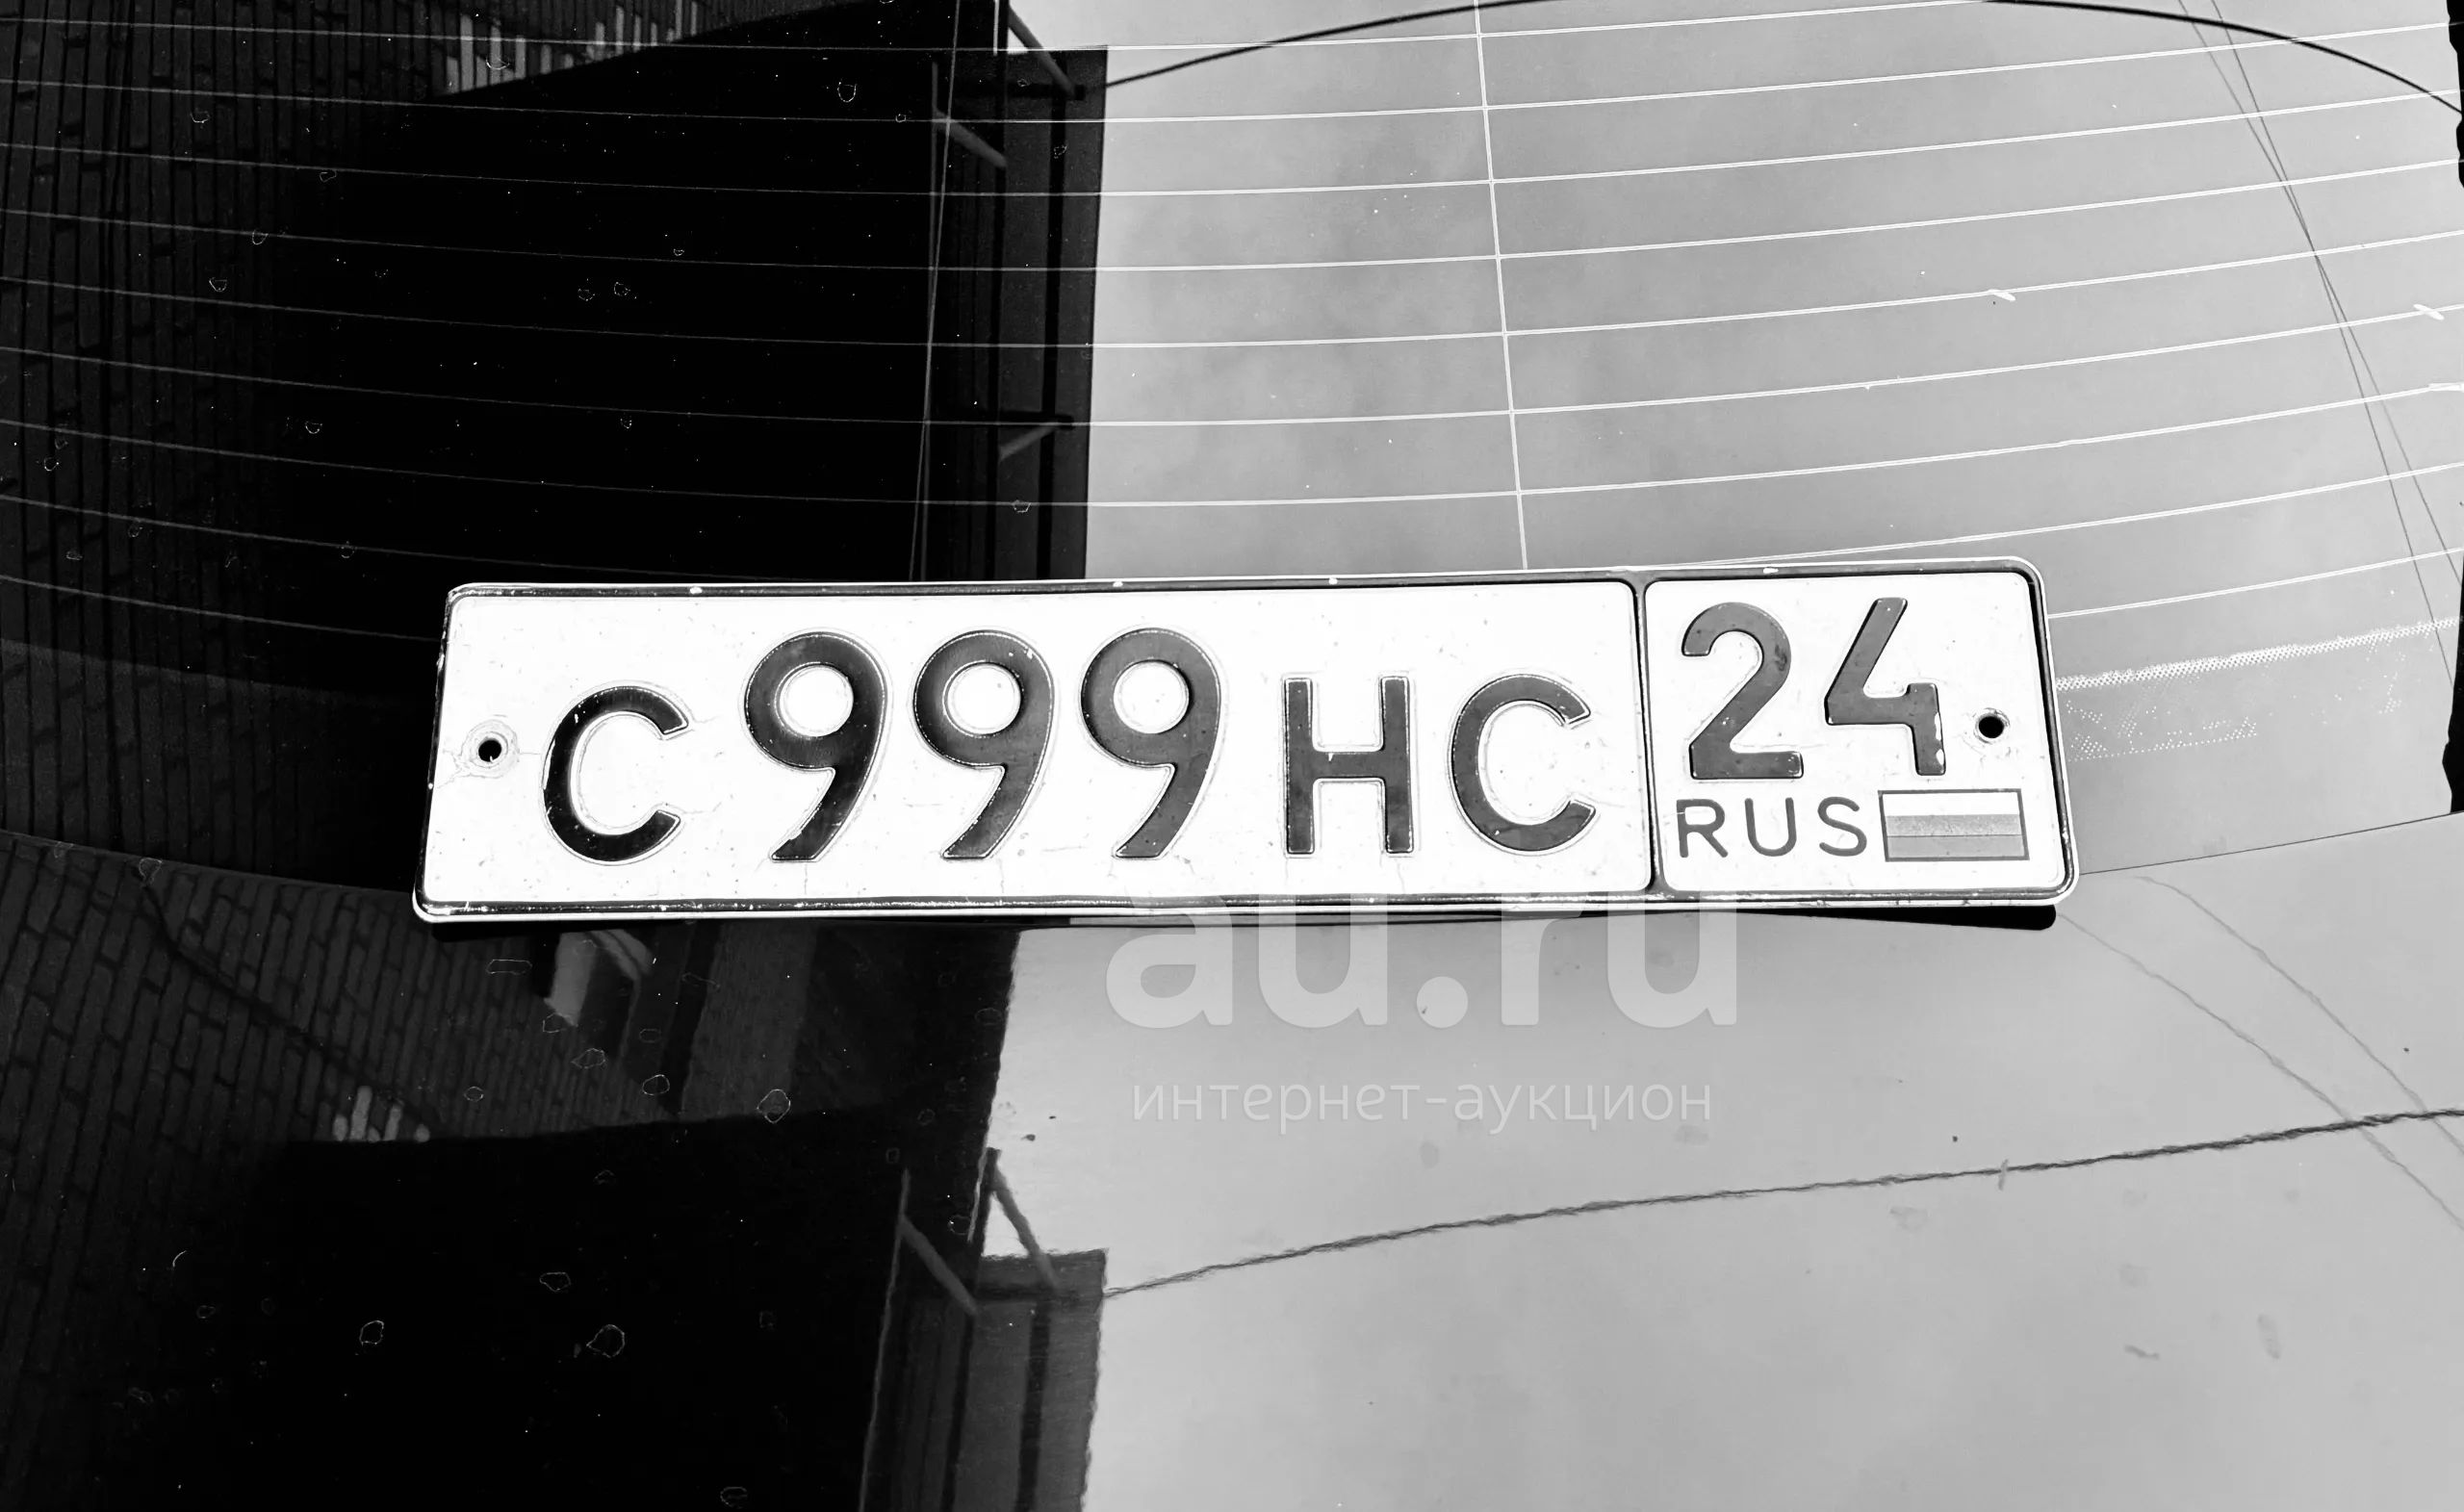 С999НС 24
RUS
au.ru
интернет-аукцион